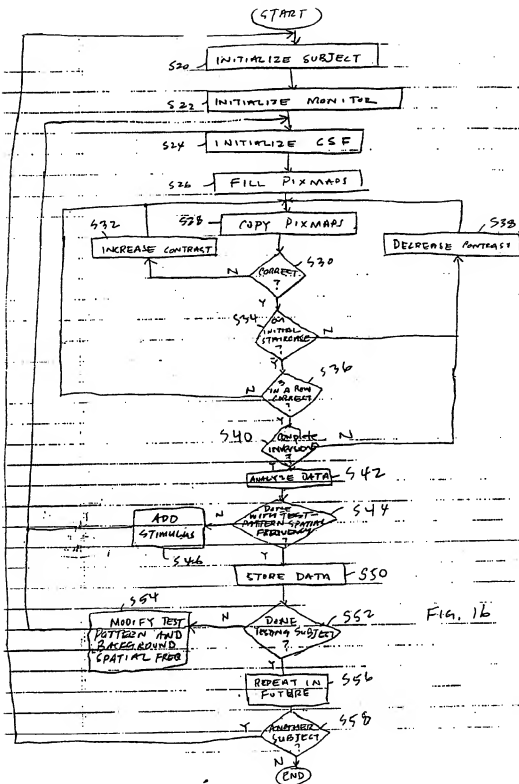 START
S20
INITIALIZE SUBJECT
S22
INITIALIZE MONITOR
S24
INITIALIZE CSF
S26
FILL PIXMAPS
S32
INCREASE CONTRAST
S28
COPY PIXMAPS
S38
DECREASE CONTRAST
S30
CORRECT
?
N
Y
S34
INITIAL
STAIRCASE
?
N
Y
S36
3
IN A ROW
CORRECT
?
N
Y
S40
COMPLETE
?
N
Y
ANALYZE DATA
S42
DONE
WITH TEST-
PATTERN SPATIAL
FREQUENCY
?
S44
N
ADD
STIMULUS
S46
Y
STORE DATA
S50
S54
MODIFY TEST
PATTERN AND
BACKGROUND
SPATIAL FREQ
N
DONE
TESTING SUBJECT
?
S52
FIG. 16
Y
REPEAT IN
FUTURE
S56
Y
ANOTHER
SUBJECT
?
S58
N
END